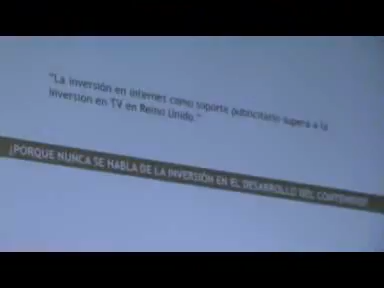 "La inversión en internet como soporte publicitario supera a la
Inversion en TV en Reino Unido."
¿PORQUE NUNCA SE HABLA DE LA INVERSIÓN EN EL DESARROLLO DEL CONTENIDO?